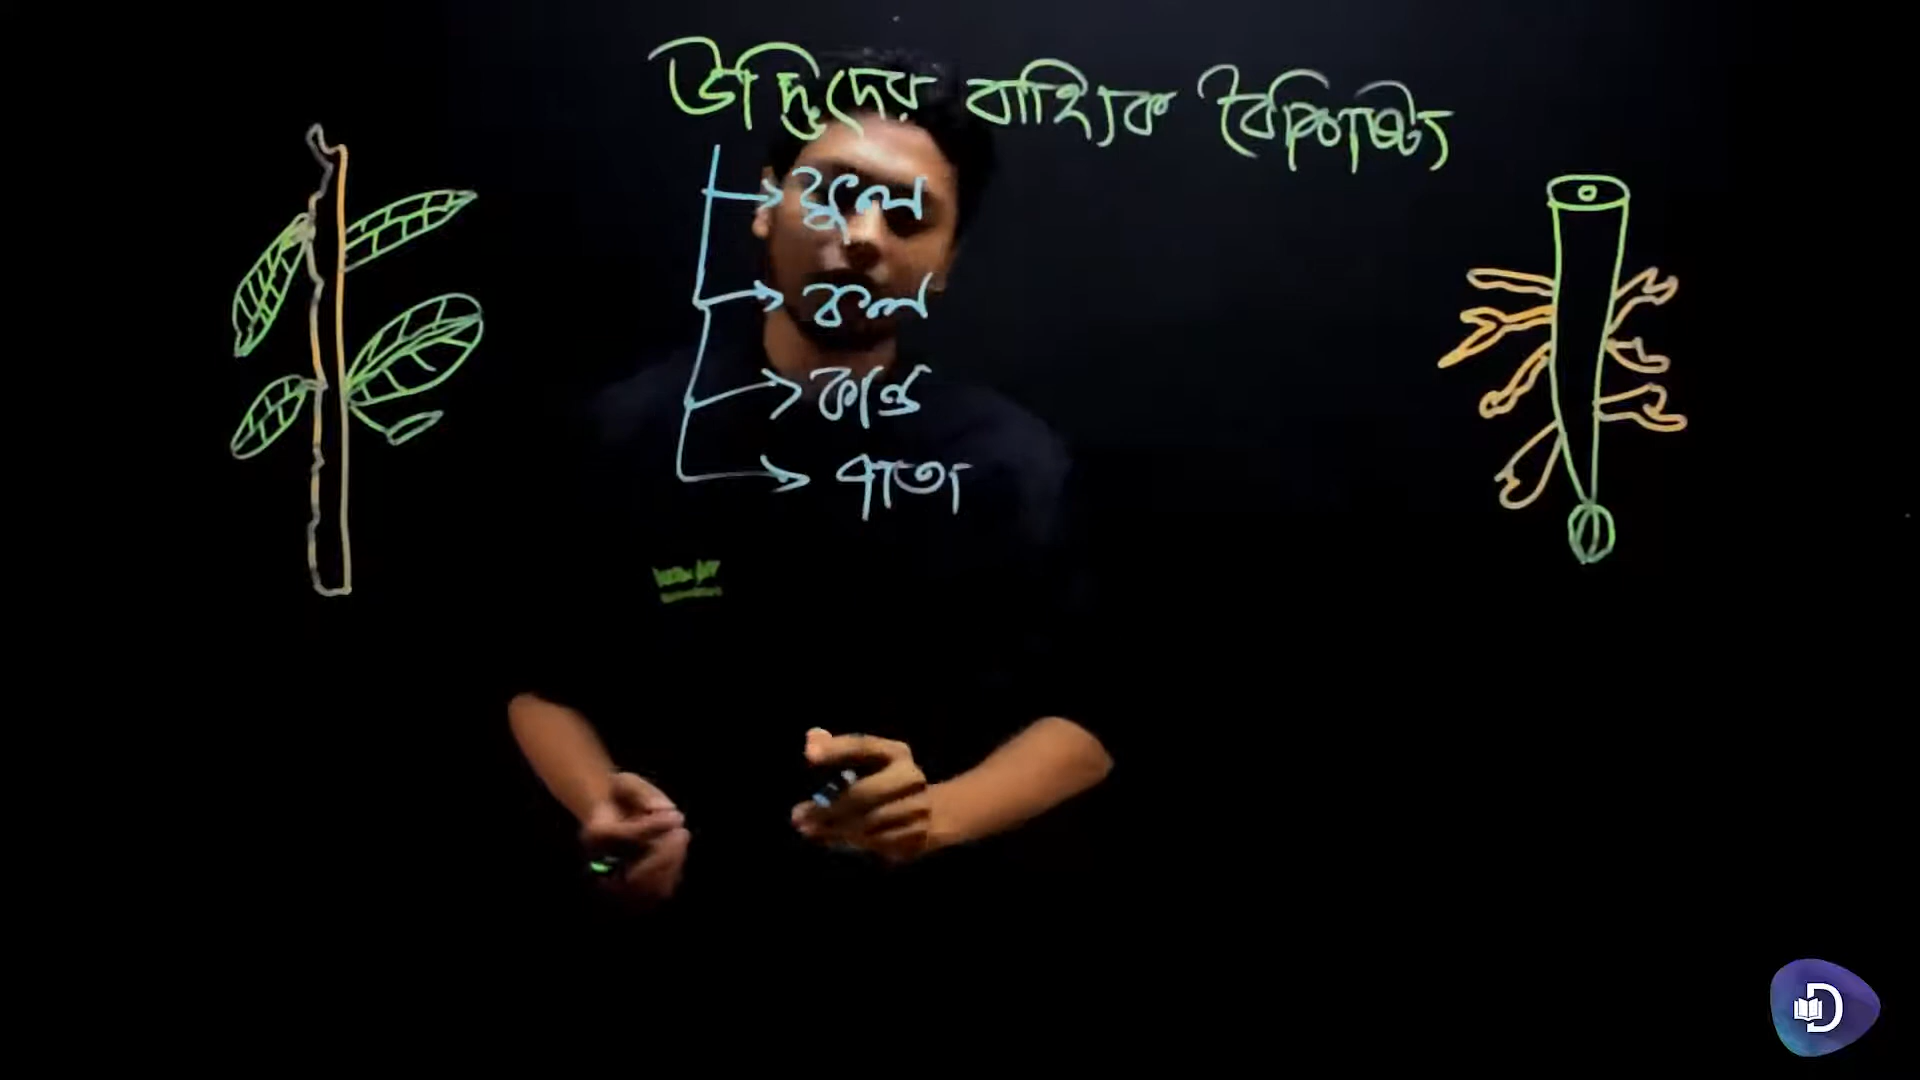 উদ্ভিদের বাহ্যিক বৈশিষ্ট্য
ফুল
ফল
কান্ড
পাতা